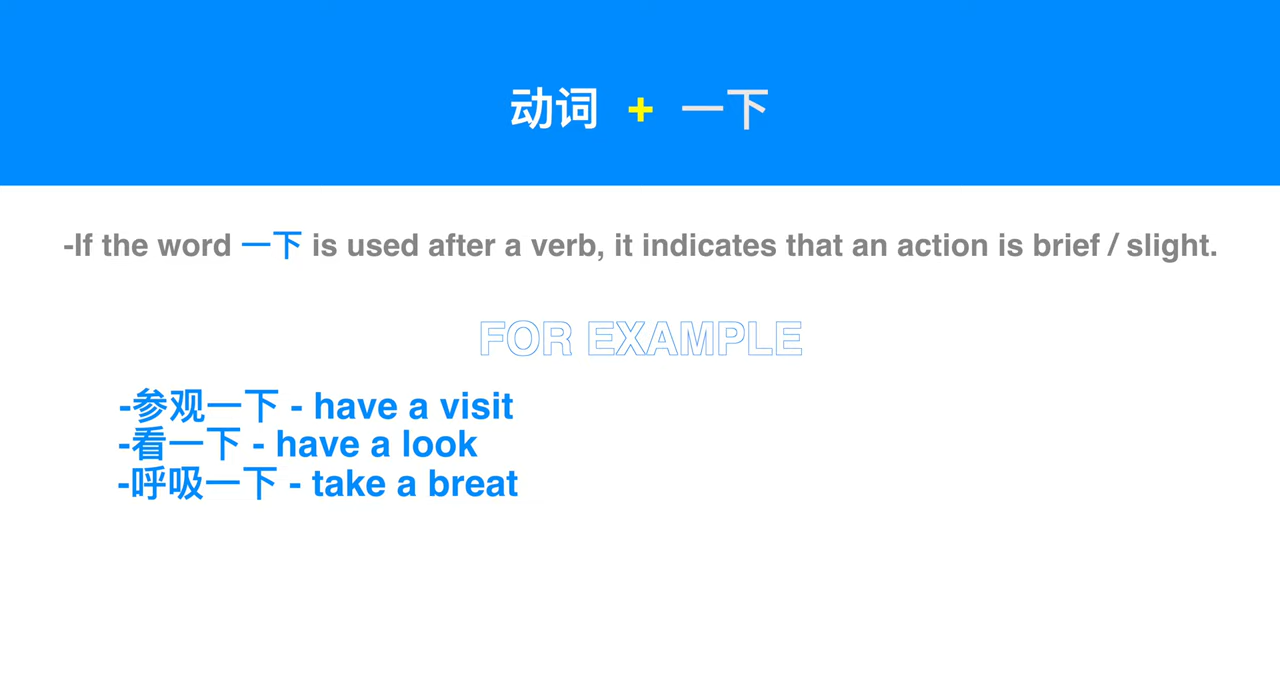 动词 + 一下
-If the word 一下 is used after a verb, it indicates that an action is brief / slight.
FOR EXAMPLE
-参观一下 - have a visit
-看一下 - have a look
-呼吸一下 - take a breat